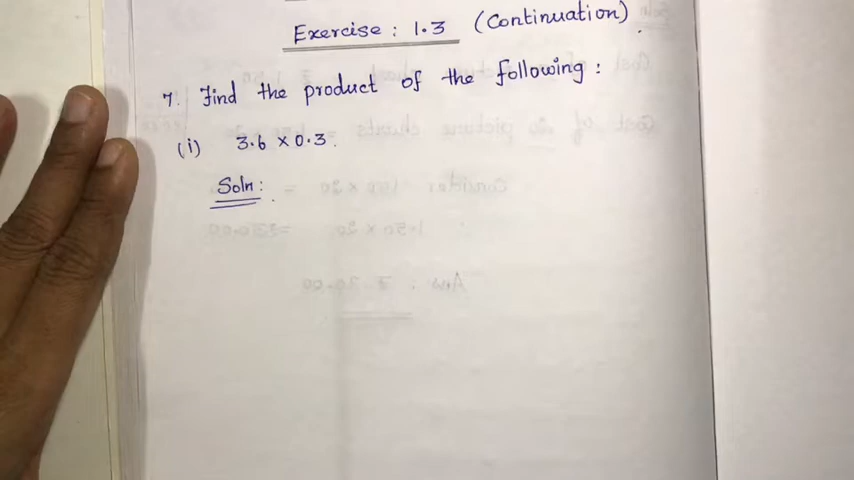 Exercise : 1.3 (Continuation).
7. Find the product of the following :
(i) 3.6 × 0.3.
Soln :